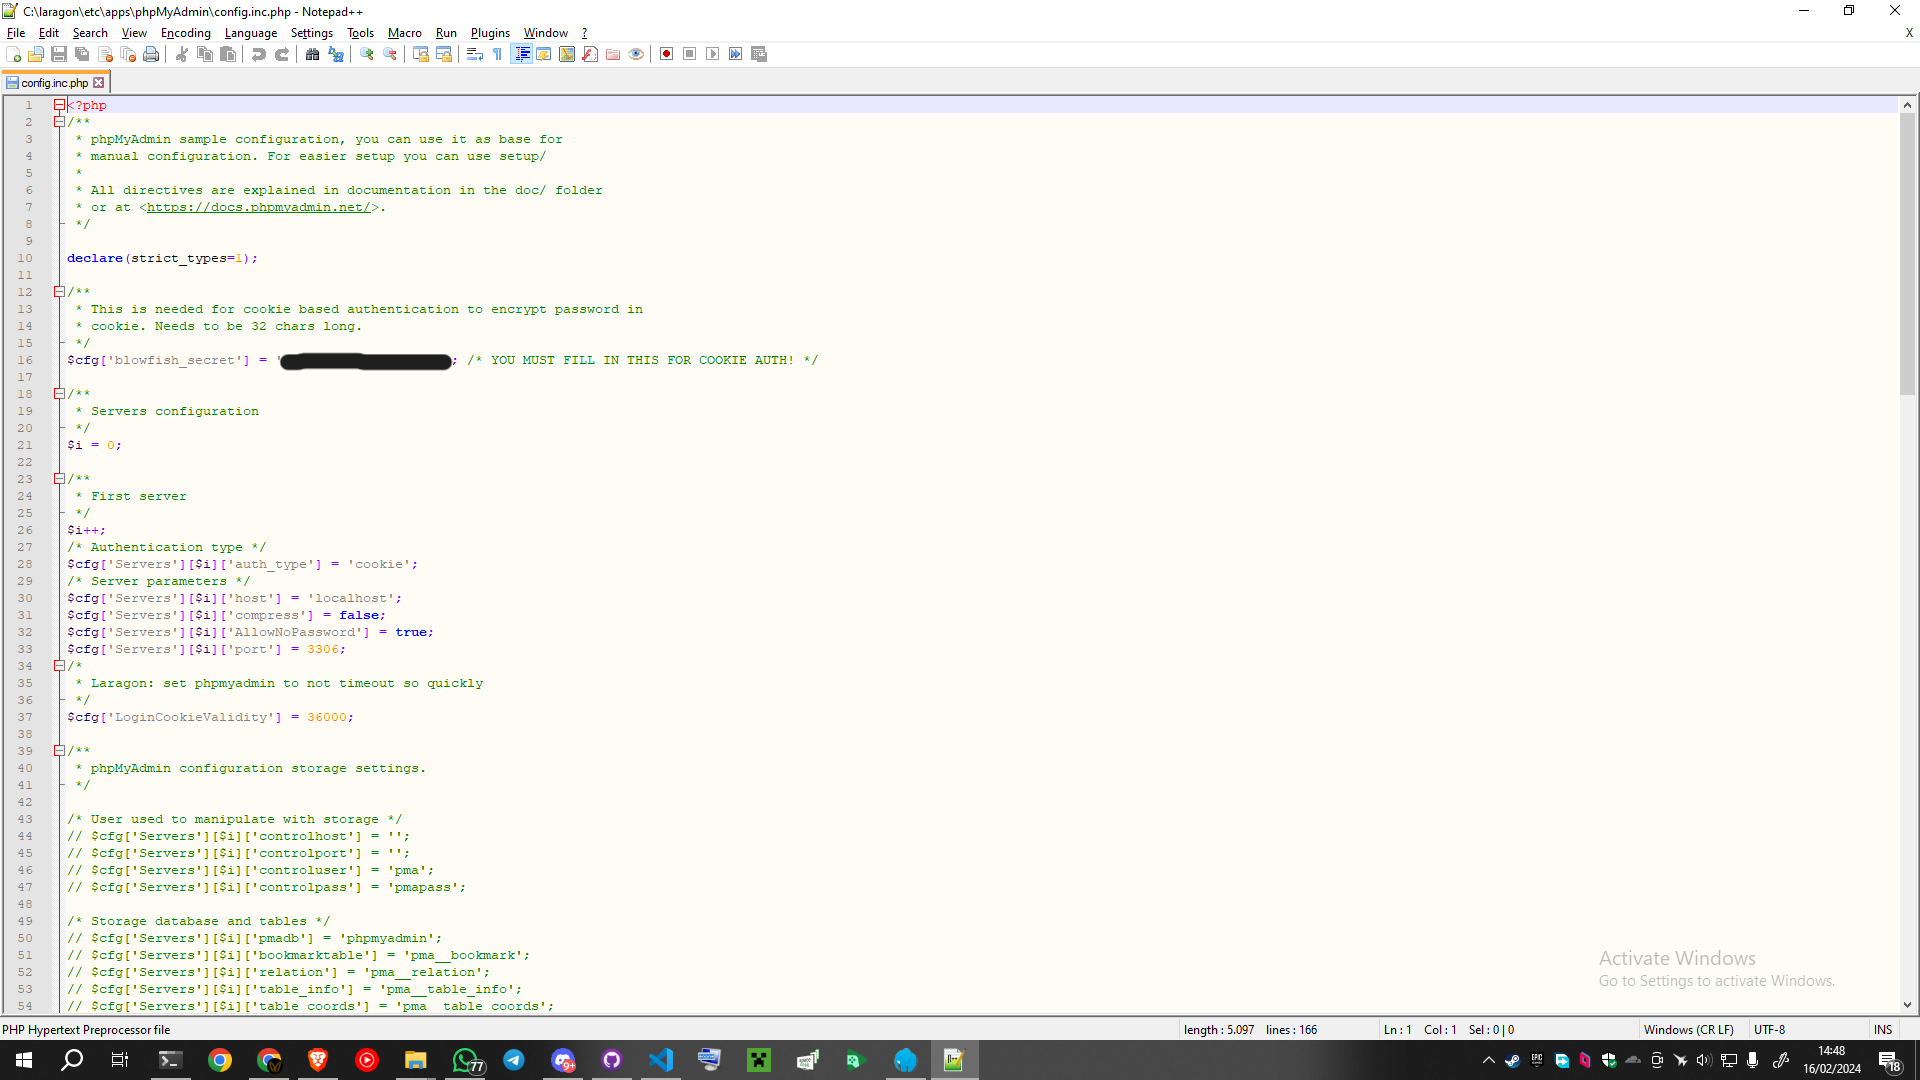 C:\laragon\etc\apps\phpMyAdmin\config.inc.php - Notepad++
File Edit Search View Encoding Language Settings Tools Macro Run Plugins Window ? X
config.inc.php
1 <?php
2 /**
3 * phpMyAdmin sample configuration, you can use it as base for
4 * manual configuration. For easier setup you can use setup/
5 *
6 * All directives are explained in documentation in the doc/ folder
7 * or at <https://docs.phpmyadmin.net/>.
8 */
9
10 declare(strict_types=1);
11
12 /**
13 * This is needed for cookie based authentication to encrypt password in
14 * cookie. Needs to be 32 chars long.
15 */
16 $cfg['blowfish_secret'] = ' ; /* YOU MUST FILL IN THIS FOR COOKIE AUTH! */
17
18 /**
19 * Servers configuration
20 */
21 $i = 0;
22
23 /**
24 * First server
25 */
26 $i++;
27 /* Authentication type */
28 $cfg['Servers'][$i]['auth_type'] = 'cookie';
29 /* Server parameters */
30 $cfg['Servers'][$i]['host'] = 'localhost';
31 $cfg['Servers'][$i]['compress'] = false;
32 $cfg['Servers'][$i]['AllowNoPassword'] = true;
33 $cfg['Servers'][$i]['port'] = 3306;
34 /*
35 * Laragon: set phpmyadmin to not timeout so quickly
36 */
37 $cfg['LoginCookieValidity'] = 36000;
38
39 /**
40 * phpMyAdmin configuration storage settings.
41 */
42
43 /* User used to manipulate with storage */
44 // $cfg['Servers'][$i]['controlhost'] = '';
45 // $cfg['Servers'][$i]['controlport'] = '';
46 // $cfg['Servers'][$i]['controluser'] = 'pma';
47 // $cfg['Servers'][$i]['controlpass'] = 'pmapass';
48
49 /* Storage database and tables */
50 // $cfg['Servers'][$i]['pmadb'] = 'phpmyadmin';
51 // $cfg['Servers'][$i]['bookmarktable'] = 'pma__bookmark';
52 // $cfg['Servers'][$i]['relation'] = 'pma__relation';
53 // $cfg['Servers'][$i]['table_info'] = 'pma__table_info';
54 // $cfg['Servers'][$i]['table_coords'] = 'pma__table_coords';
Activate Windows
Go to Settings to activate Windows.
PHP Hypertext Preprocessor file length : 5.097 lines : 166 Ln : 1 Col : 1 Sel : 0 | 0 Windows (CR LF) UTF-8 INS
77 9+ 14:48 18
16/02/2024